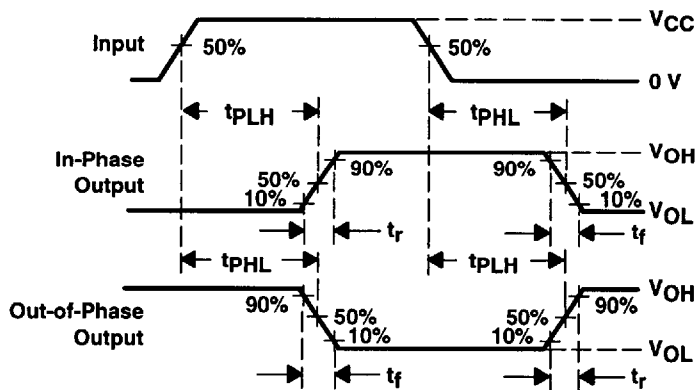 Input
50%
50%
VCC
0 V
tPLH
tPHL
In-Phase
Output
50%
10%
90%
90%
50%
10%
VOH
VOL
tr
tf
tPHL
tPLH
Out-of-Phase
Output
90%
50%
10%
50%
10%
90%
VOH
VOL
tf
tr